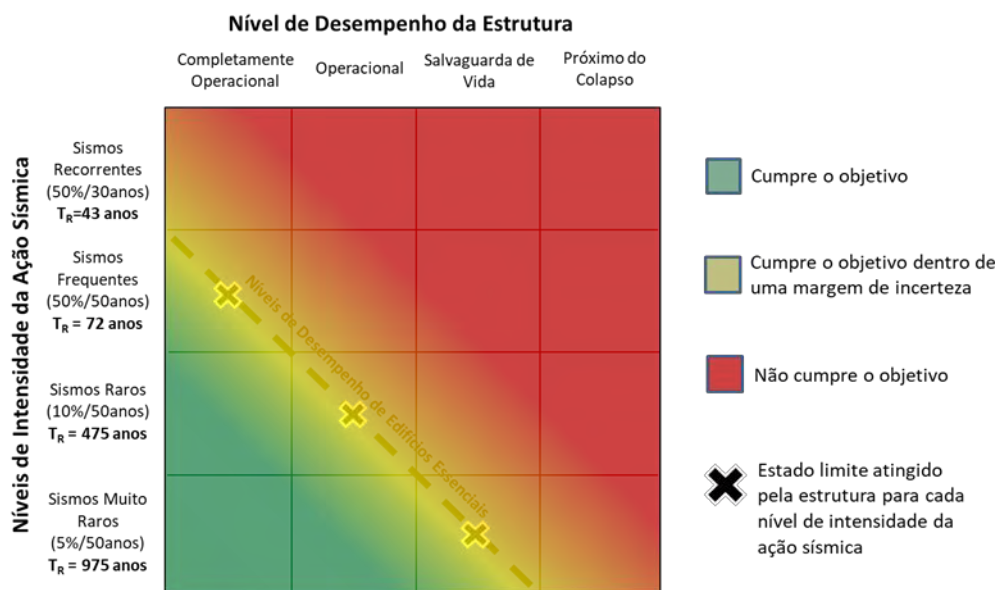 Nível de Desempenho da Estrutura
Completamente
Operacional
Operacional
Salvaguarda de
Vida
Próximo do
Colapso
Níveis de Intensidade da Ação Sísmica
Sismos
Recorrentes
(50%/30anos)
TR=43 anos
Sismos
Frequentes
(50%/50anos)
TR = 72 anos
Sismos Raros
(10%/50anos)
TR = 475 anos
Sismos Muito
Raros
(5%/50anos)
TR = 975 anos
Níveis de Desempenho de Edifícios Essenciais
Cumpre o objetivo
Cumpre o objetivo dentro de
uma margem de incerteza
Não cumpre o objetivo
Estado limite atingido
pela estrutura para cada
nível de intensidade da
ação sísmica